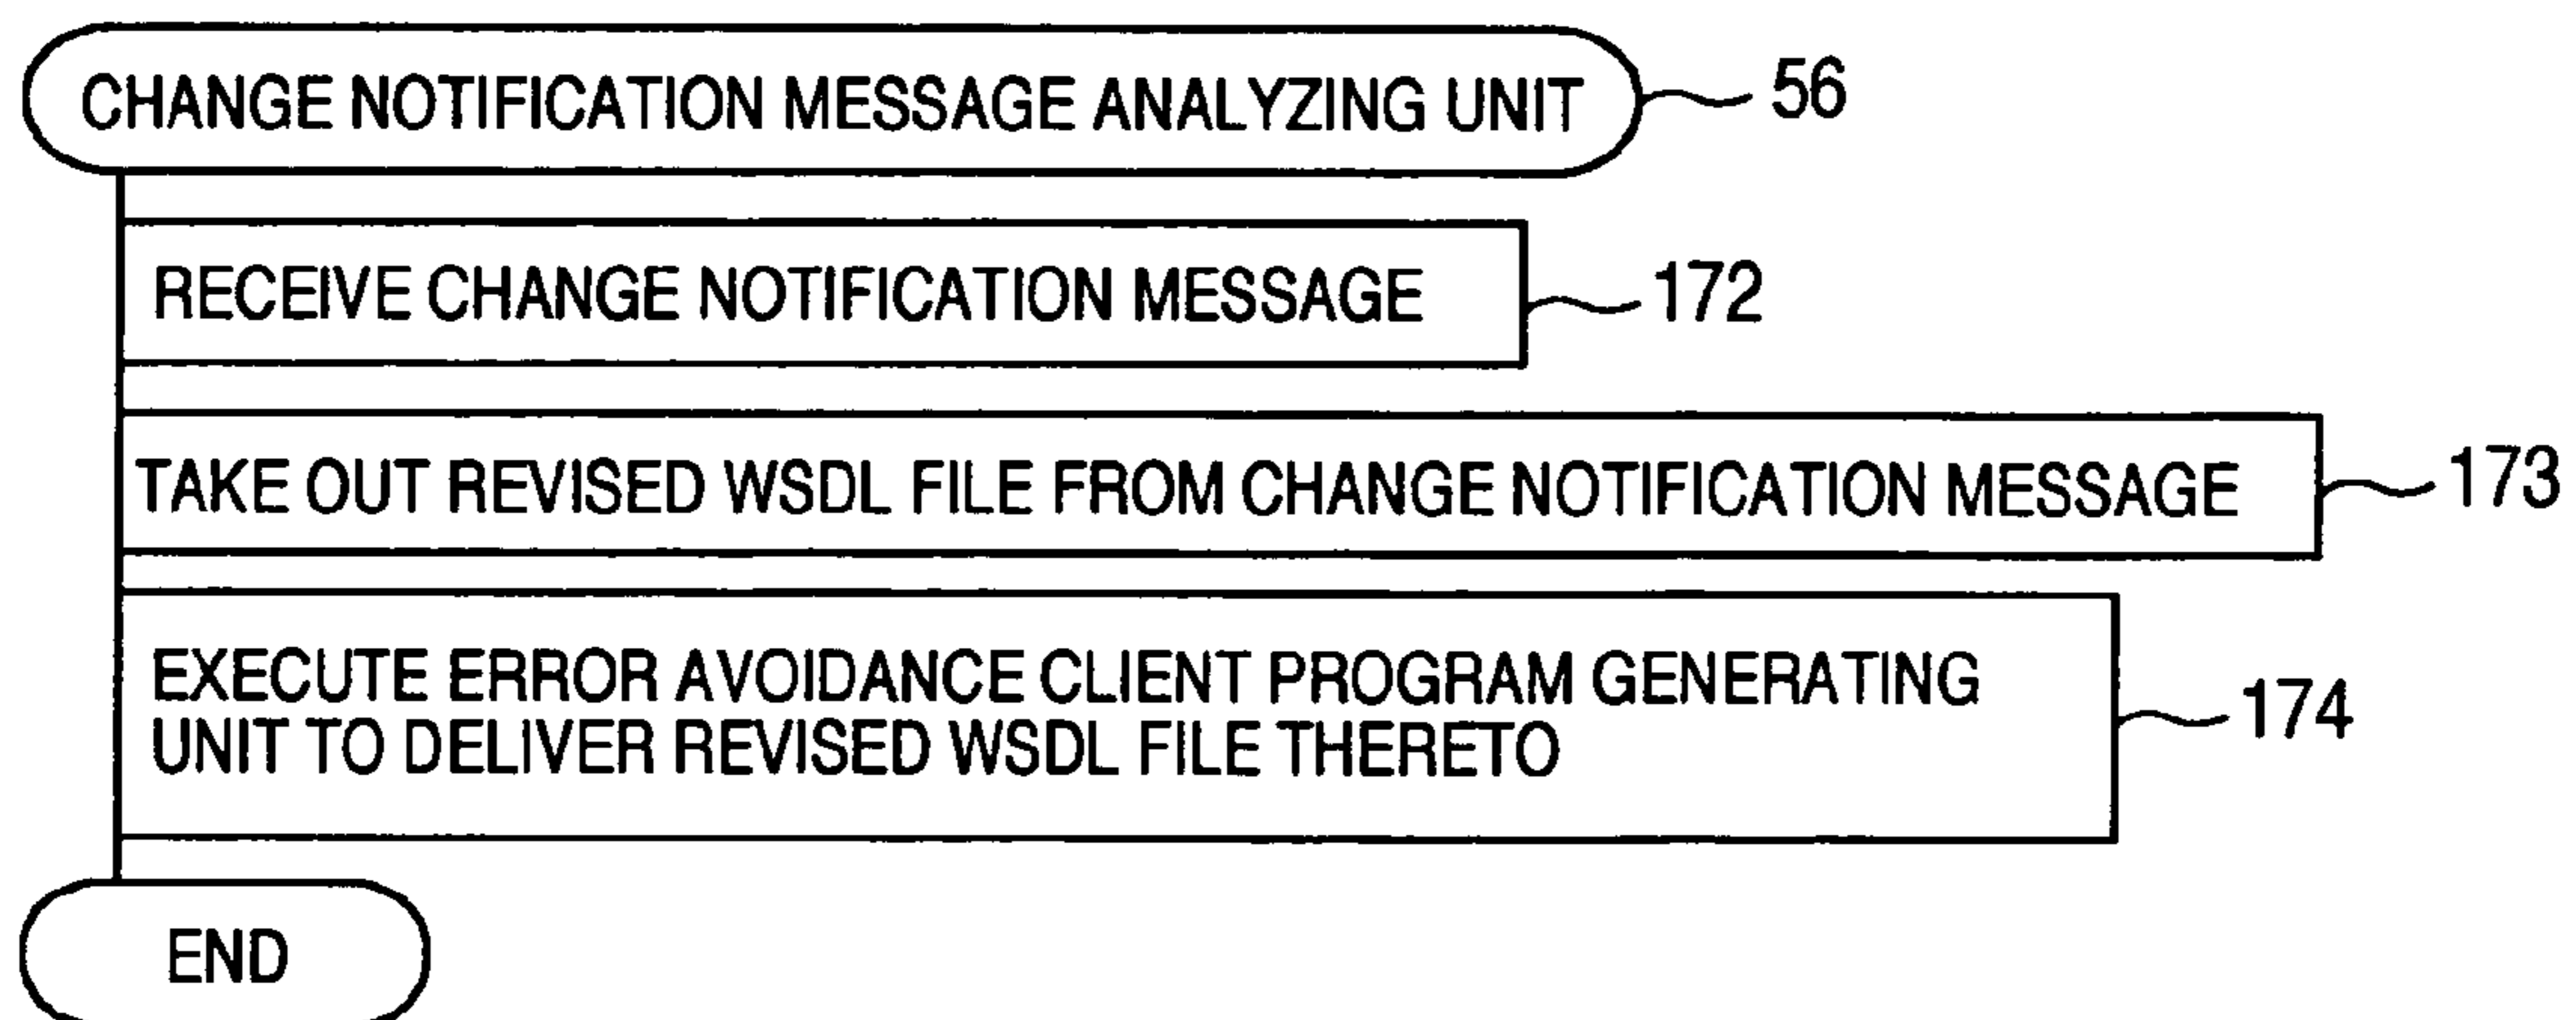 CHANGE NOTIFICATION MESSAGE ANALYZING UNIT 56
RECEIVE CHANGE NOTIFICATION MESSAGE 172
TAKE OUT REVISED WSDL FILE FROM CHANGE NOTIFICATION MESSAGE 173
EXECUTE ERROR AVOIDANCE CLIENT PROGRAM GENERATING
UNIT TO DELIVER REVISED WSDL FILE THERETO 174
END